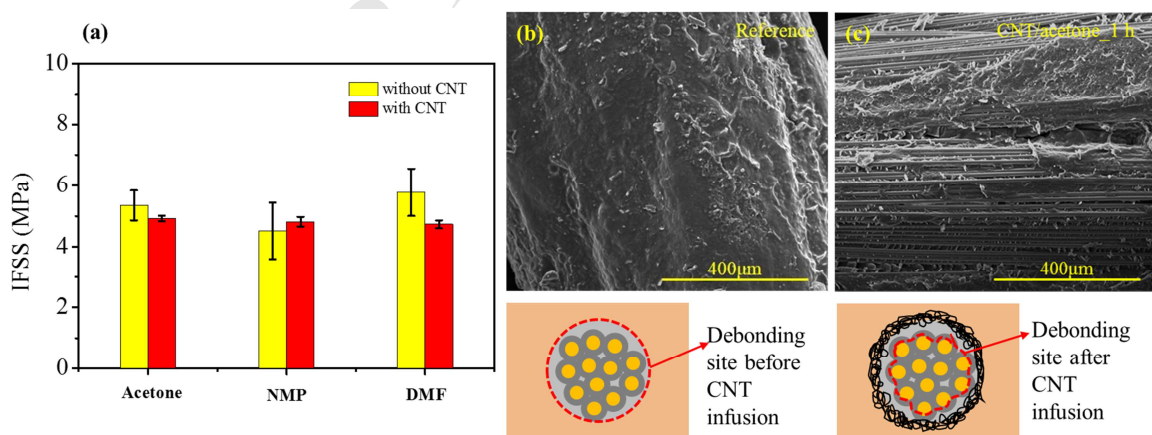 (a)
10
8
6
4
2
0
IFSS (MPa)
without CNT
with CNT
Acetone
NMP
DMF
(b)
Reference
400μm
(c)
CNT/acetone_1 h
400μm
Debonding
site before
CNT
infusion
Debonding
site after
CNT
infusion